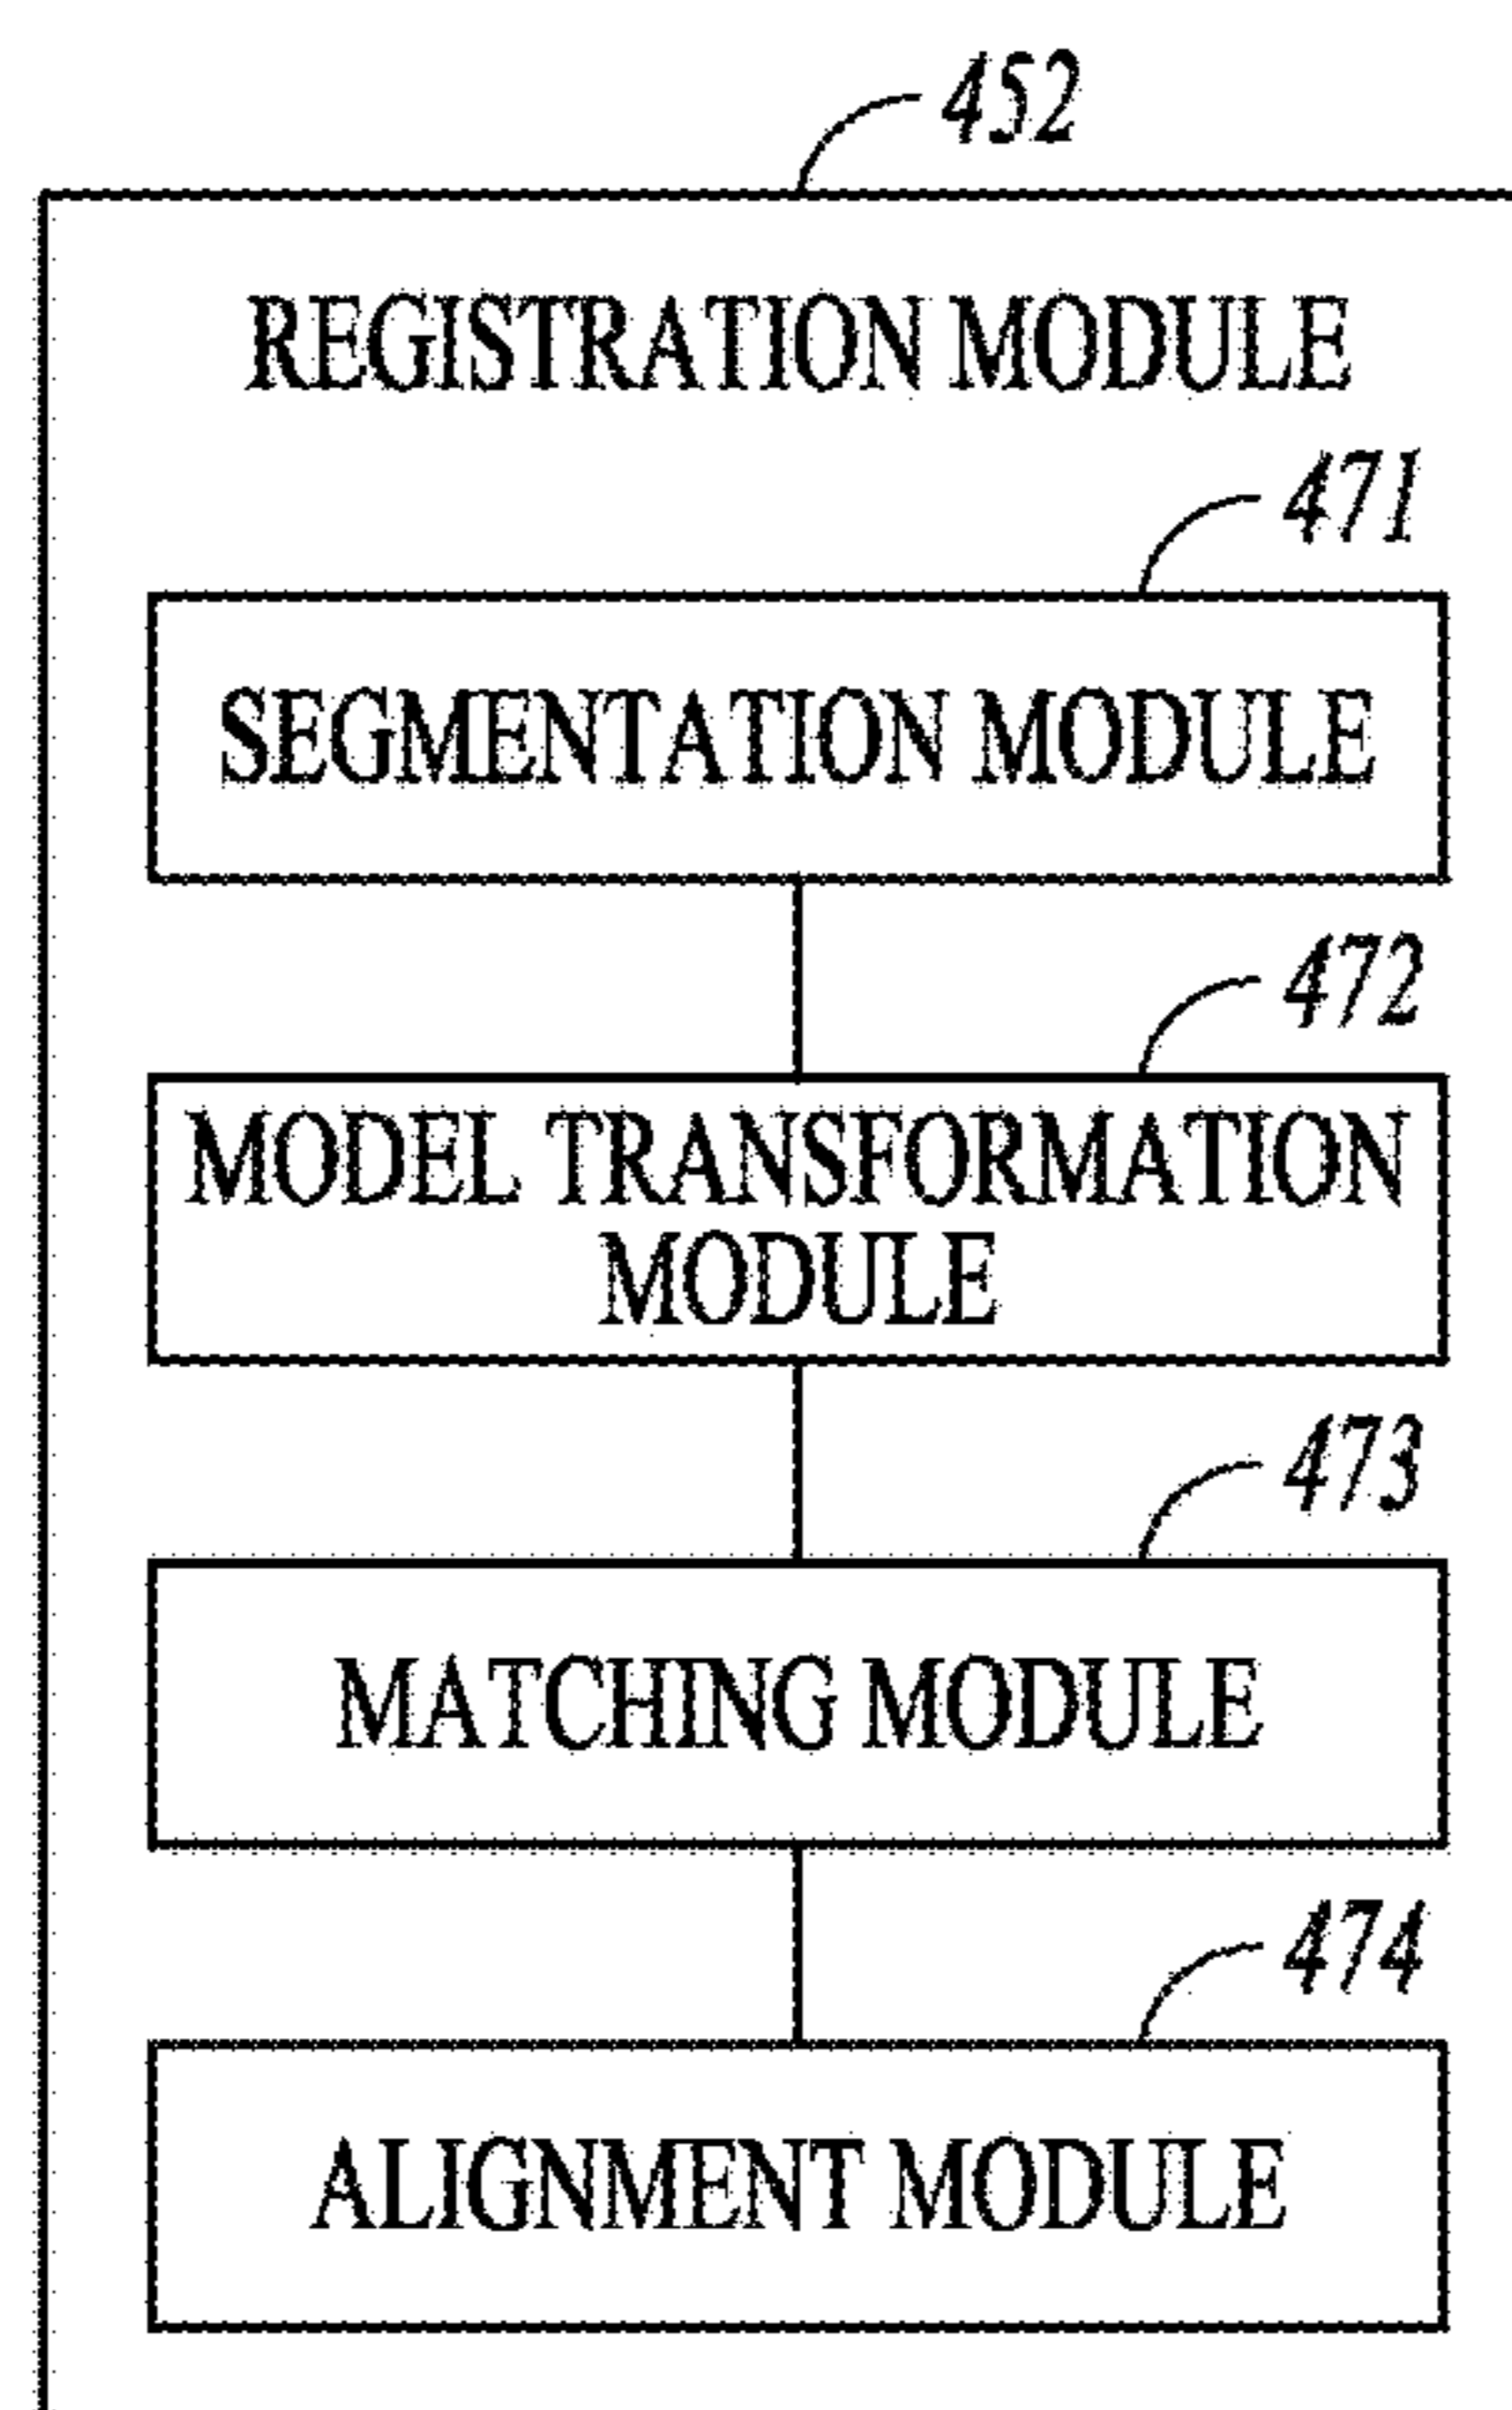 452
REGISTRATION MODULE
471
SEGMENTATION MODULE
472
MODEL TRANSFORMATION
MODULE
473
MATCHING MODULE
474
ALIGNMENT MODULE